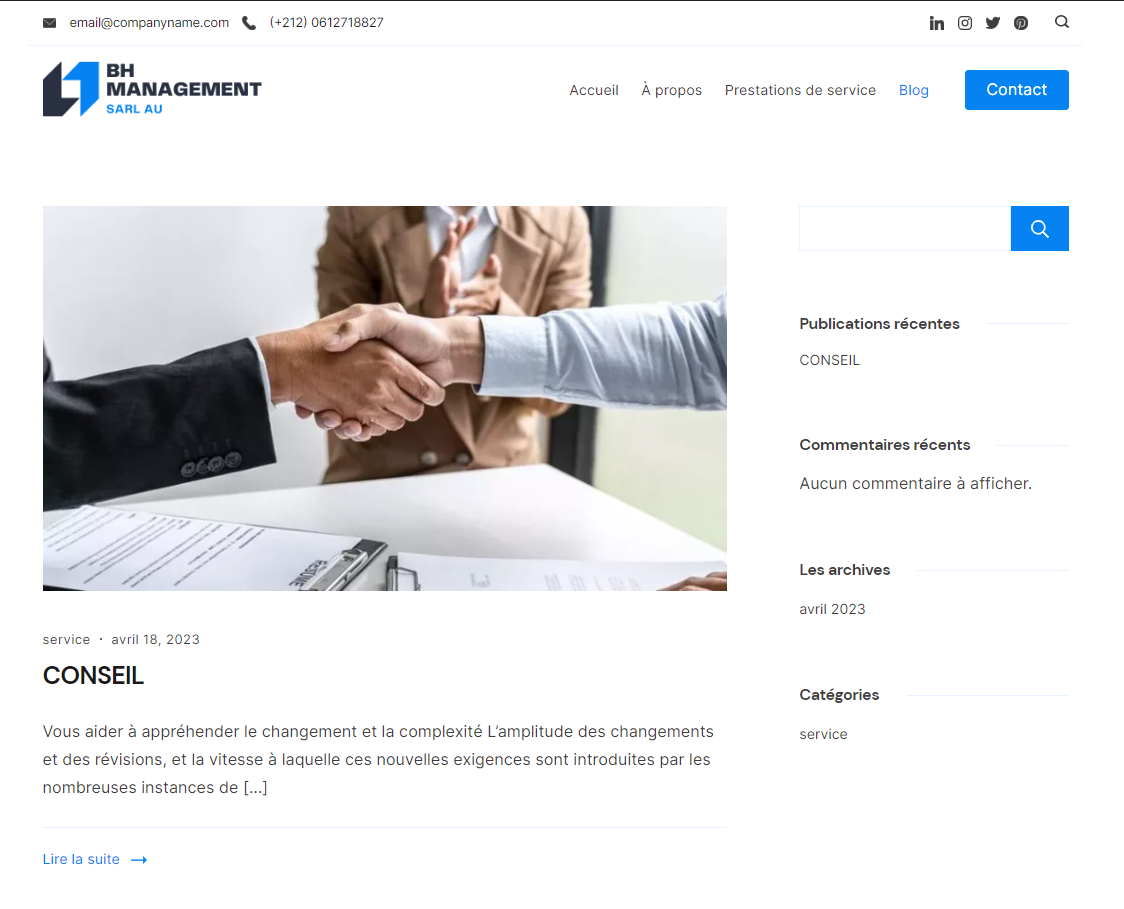 email@companyname.com (+212) 0612718827
BH
MANAGEMENT
SARL AU
Accueil À propos Prestations de service Blog Contact
RESUME
service · avril 18, 2023
CONSEIL
Vous aider à appréhender le changement et la complexité L’amplitude des changements
et des révisions, et la vitesse à laquelle ces nouvelles exigences sont introduites par les
nombreuses instances de [...]
Lire la suite
Publications récentes
CONSEIL
Commentaires récents
Aucun commentaire à afficher.
Les archives
avril 2023
Catégories
service